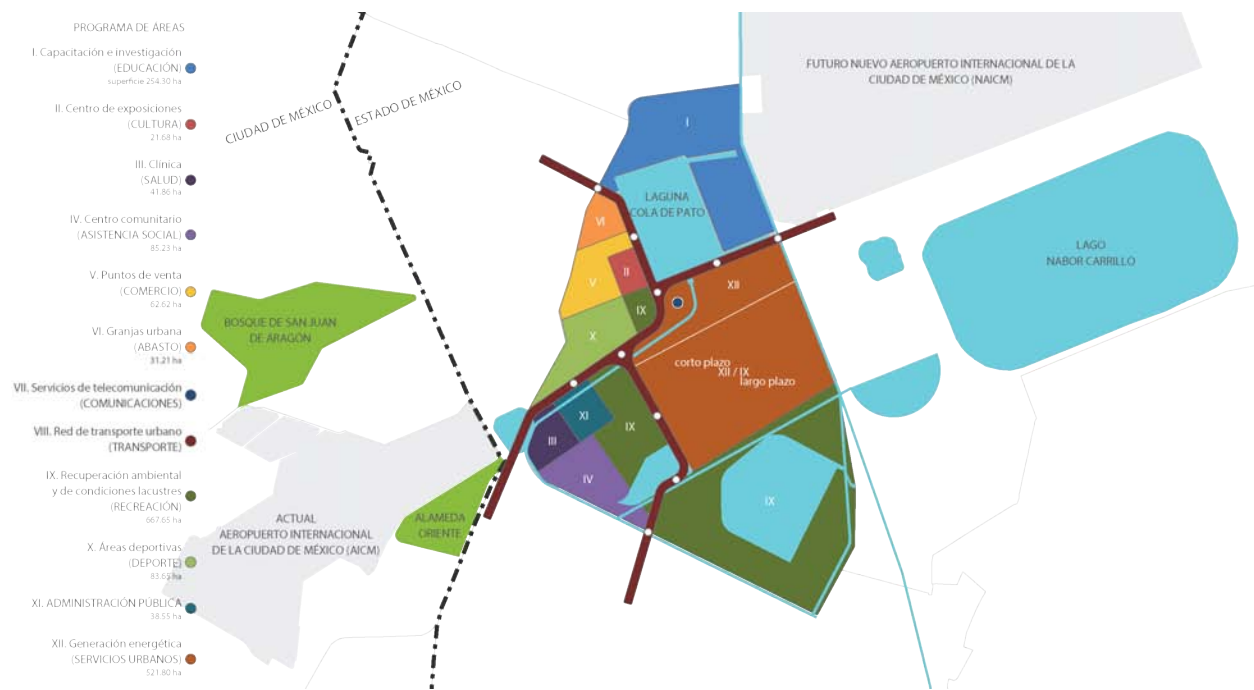 PROGRAMA DE ÁREAS
I. Capacitación e investigación
(EDUCACIÓN)
superficie 254.30 ha
II. Centro de exposiciones
(CULTURA)
21.68 ha
III. Clínica
(SALUD)
41.86 ha
IV. Centro comunitario
(ASISTENCIA SOCIAL)
85.23 ha
V. Puntos de venta
(COMERCIO)
62.62 ha
VI. Granjas urbana
(ABASTO)
31.21 ha
VII. Servicios de telecomunicación
(COMUNICACIONES)
VIII. Red de transporte urbano
(TRANSPORTE)
IX. Recuperación ambiental
y de condiciones lacustres
(RECREACIÓN)
667.65 ha
X. Áreas deportivas
(DEPORTE)
83.65 ha
XI. ADMINISTRACIÓN PÚBLICA
38.55 ha
XII. Generación energética
(SERVICIOS URBANOS)
521.80 ha
CIUDAD DE MÉXICO
ESTADO DE MÉXICO
FUTURO NUEVO AEROPUERTO INTERNACIONAL DE LA
CIUDAD DE MÉXICO (NAICM)
I
LAGUNA
COLA DE PATO
VI
LAGO
NABOR CARRILLO
II
V
XII
IX
BOSQUE DE SAN JUAN
DE ARAGÓN
X
corto plazo
XII / IX
largo plazo
XI
IX
III
IV
IX
ACTUAL
AEROPUERTO INTERNACIONAL
DE LA CIUDAD DE MÉXICO (AICM)
ALAMEDA
ORIENTE